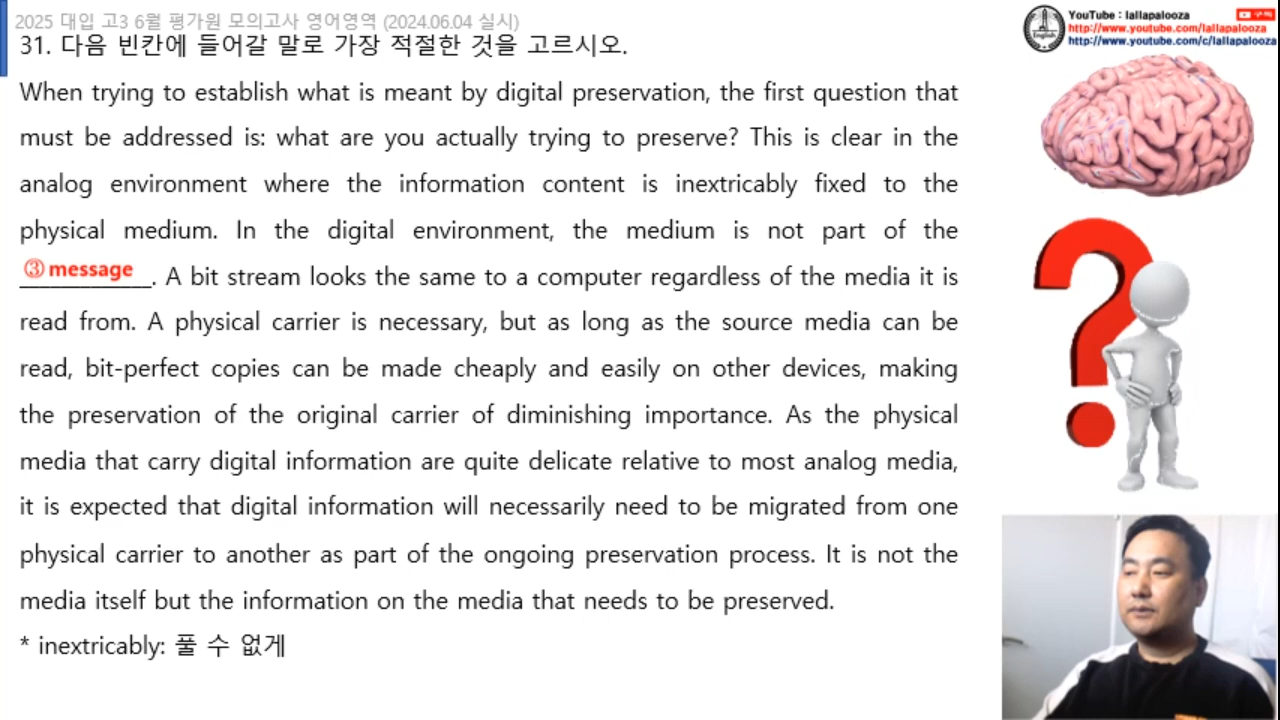 2025 대입 고3 6월 평가원 모의고사 영어영역 (2024.06.04 실시)
31. 다음 빈칸에 들어갈 말로 가장 적절한 것을 고르시오.
When trying to establish what is meant by digital preservation, the first question that
must be addressed is: what are you actually trying to preserve? This is clear in the
analog environment where the information content is inextricably fixed to the
physical medium. In the digital environment, the medium is not part of the
③ message. A bit stream looks the same to a computer regardless of the media it is
read from. A physical carrier is necessary, but as long as the source media can be
read, bit-perfect copies can be made cheaply and easily on other devices, making
the preservation of the original carrier of diminishing importance. As the physical
media that carry digital information are quite delicate relative to most analog media,
it is expected that digital information will necessarily need to be migrated from one
physical carrier to another as part of the ongoing preservation process. It is not the
media itself but the information on the media that needs to be preserved.
* inextricably: 풀 수 없게
YouTube : lallapalooza
http://www.youtube.com/lallapalooza
http://www.youtube.com/c/lallapalooza
English